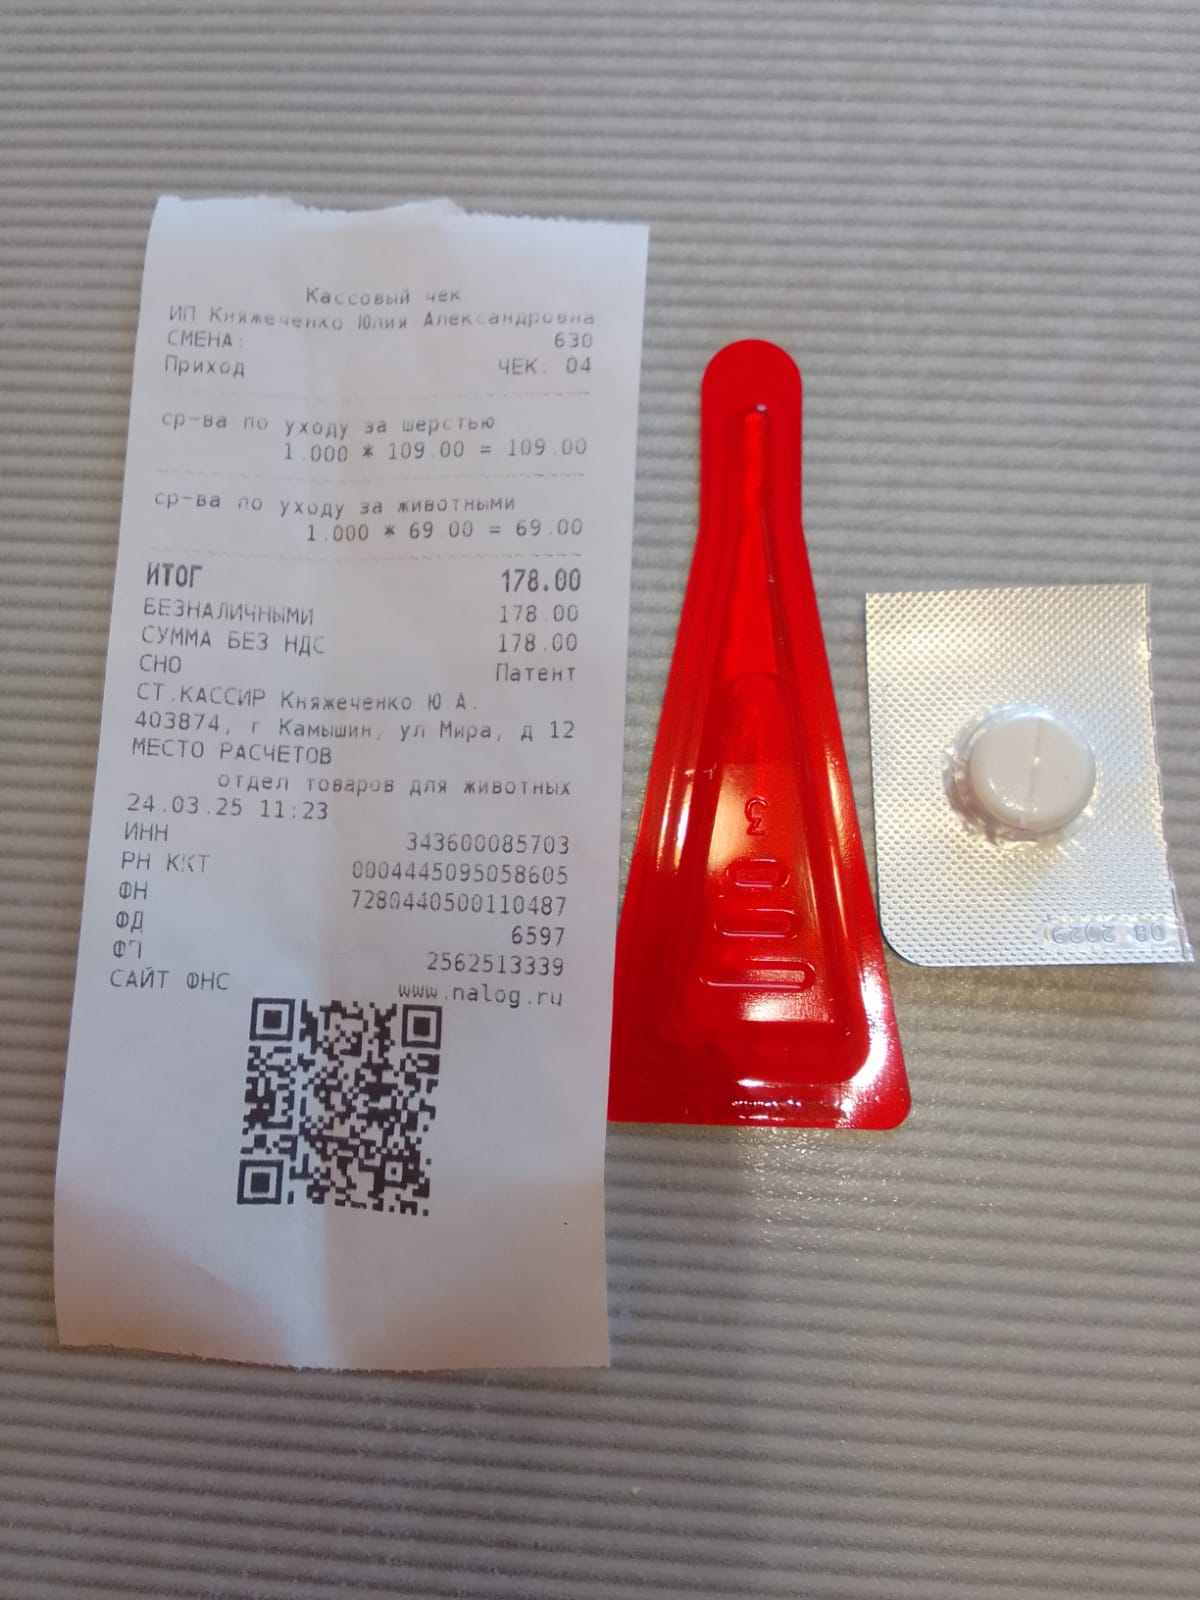 Кассовый чек
ИП Княжеченко Юлия Александровна
СМЕНА: 630
Приход ЧЕК. 04
ср-ва по уходу за шерстью
1.000 * 109.00 = 109.00
ср-ва по уходу за животными
1.000 * 69.00 = 69.00
ИТОГ 178.00
БЕЗНАЛИЧНЫМИ 178.00
СУММА БЕЗ НДС 178.00
СНО Патент
СТ.КАССИР Княжеченко Ю.А.
403874, г Камышин, ул Мира, д 12
МЕСТО РАСЧЕТОВ
отдел товаров для животных
24.03.25 11:23
ИНН 343600085703
РН ККТ 0004445095058605
ФН 7280440500110487
ФД 6597
ФП 2562513339
САЙТ ФНС www.nalog.ru
3